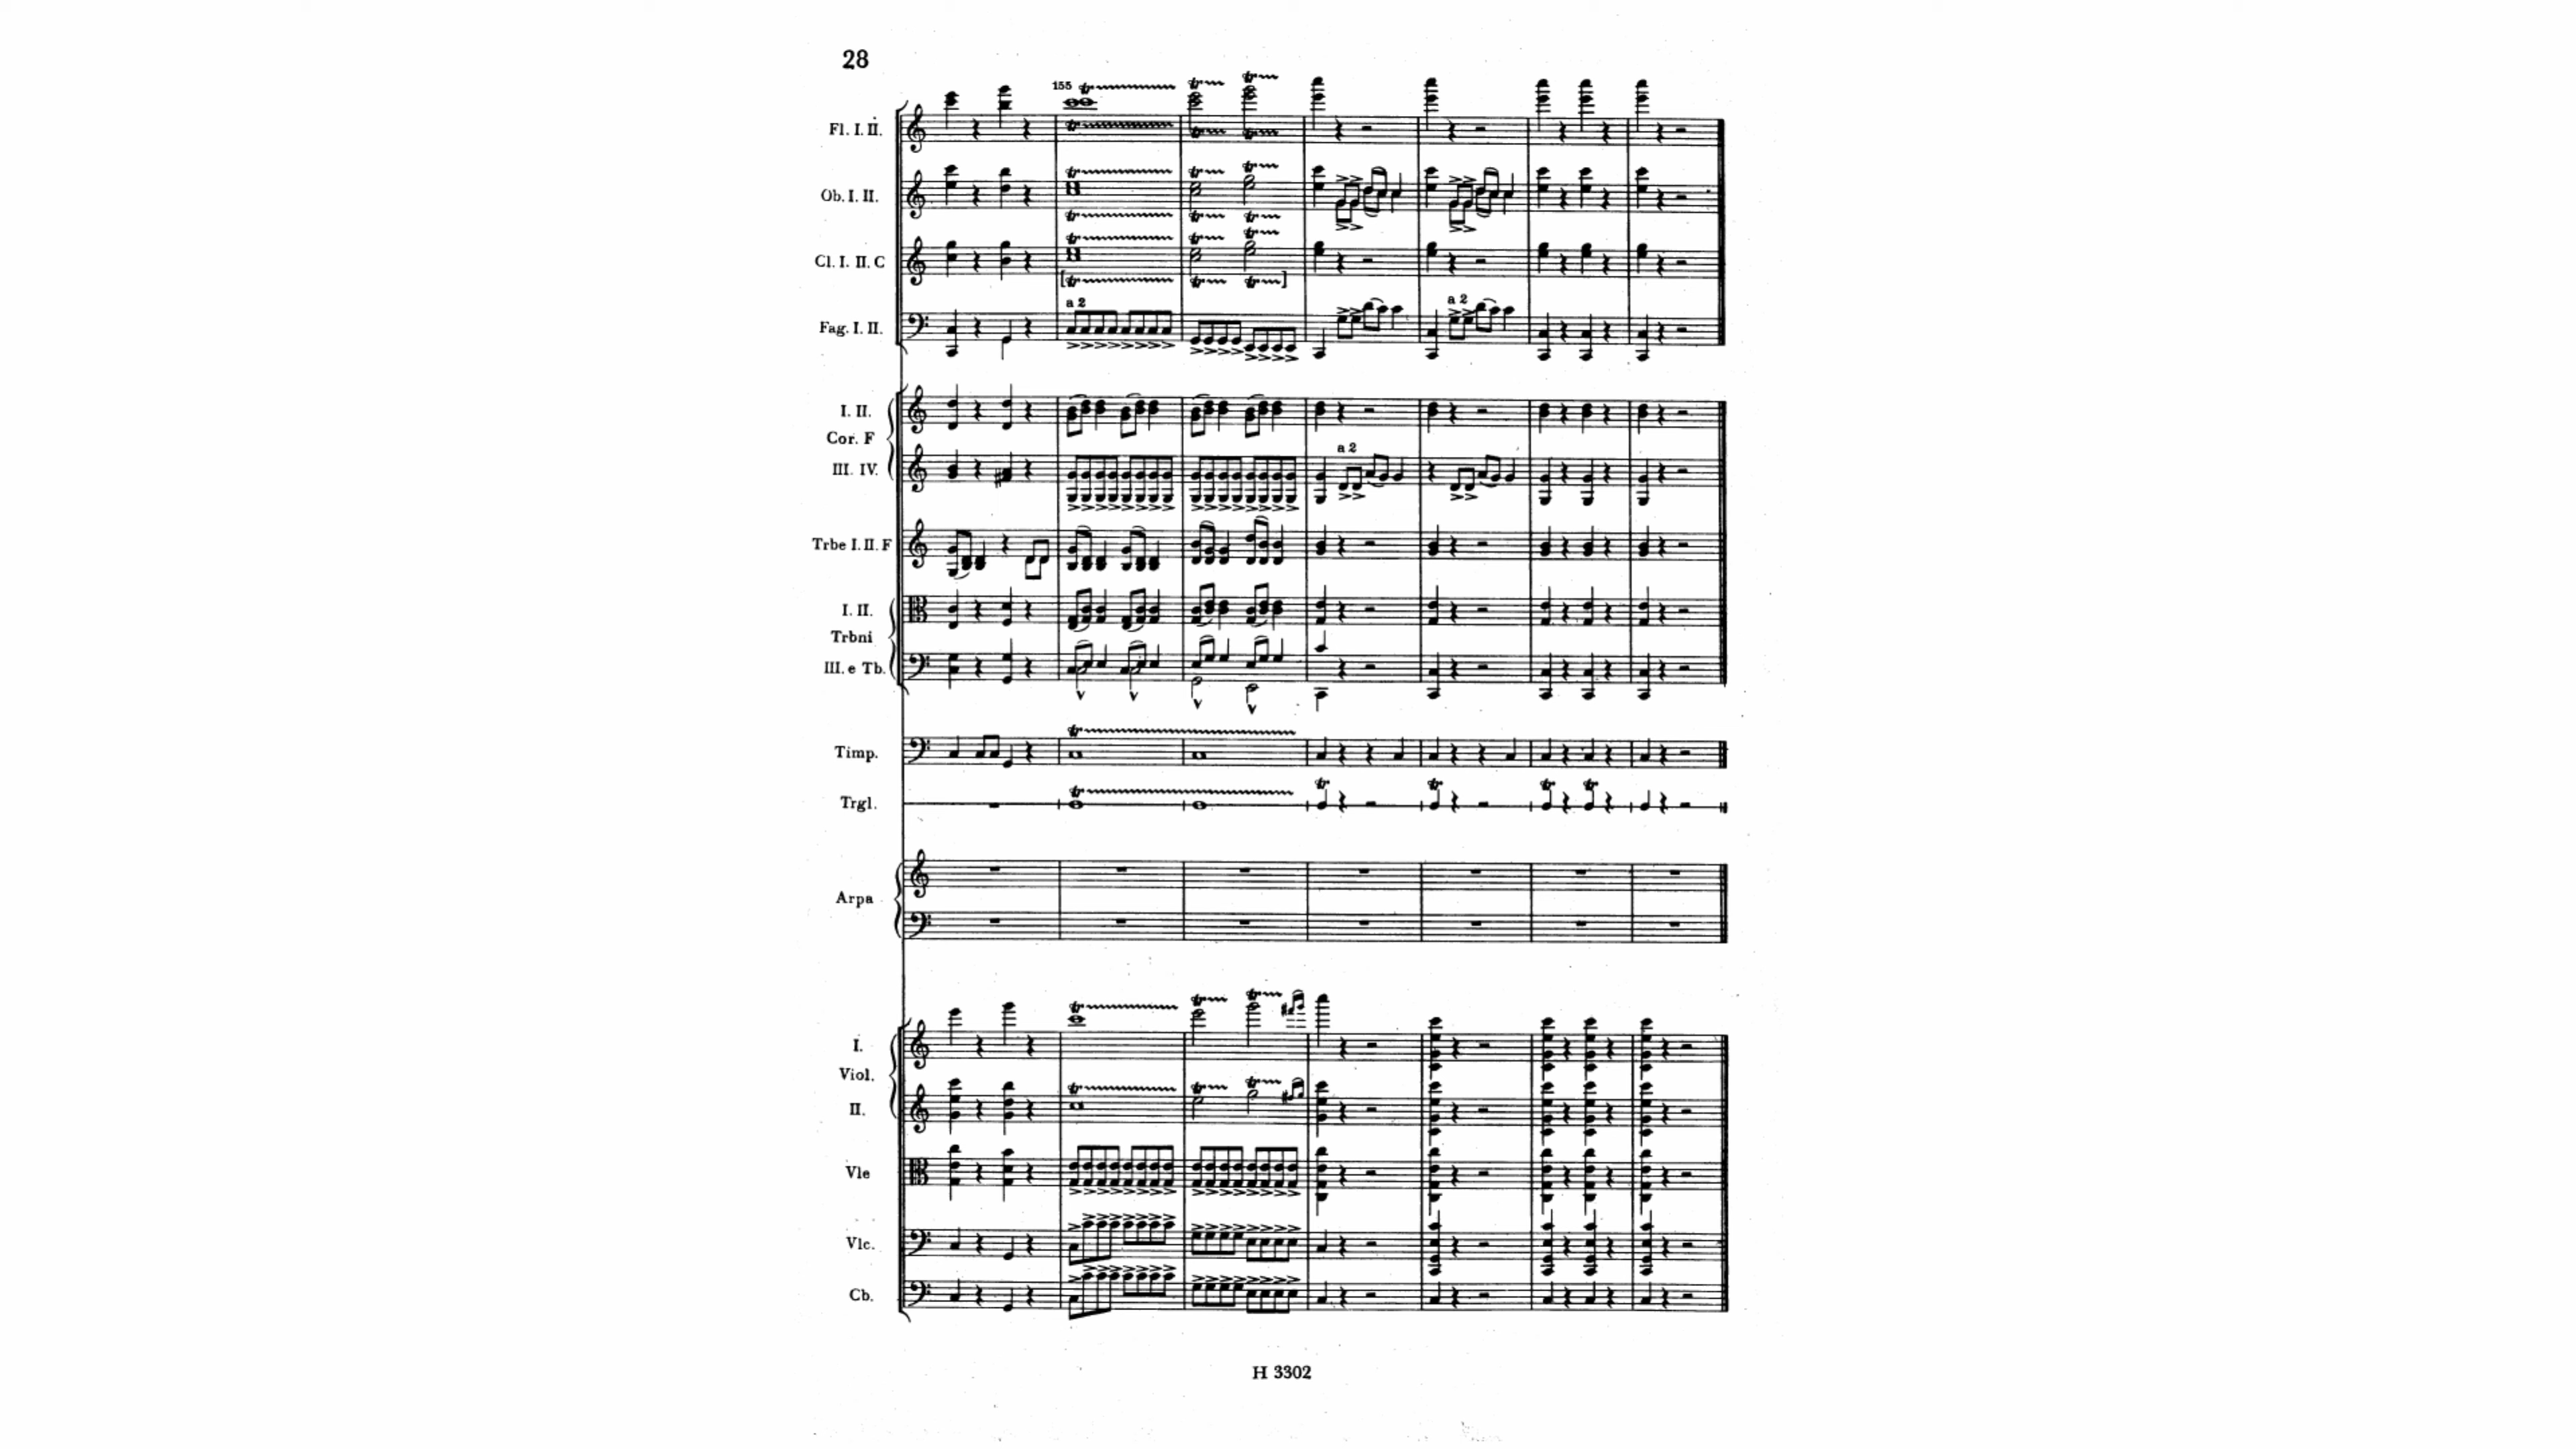 28
155
Fl. I. II.
Ob. I. II.
Cl. I. II. C
a 2
a 2
Fag. I. II.
I. II.
Cor. F
a 2
III. IV.
Trbe I. II. F
I. II.
Trbni
III. e Tb.
Timp.
Trgl.
Arpa
I.
Viol.
II.
Vle
Vlc.
Cb.
H 3302